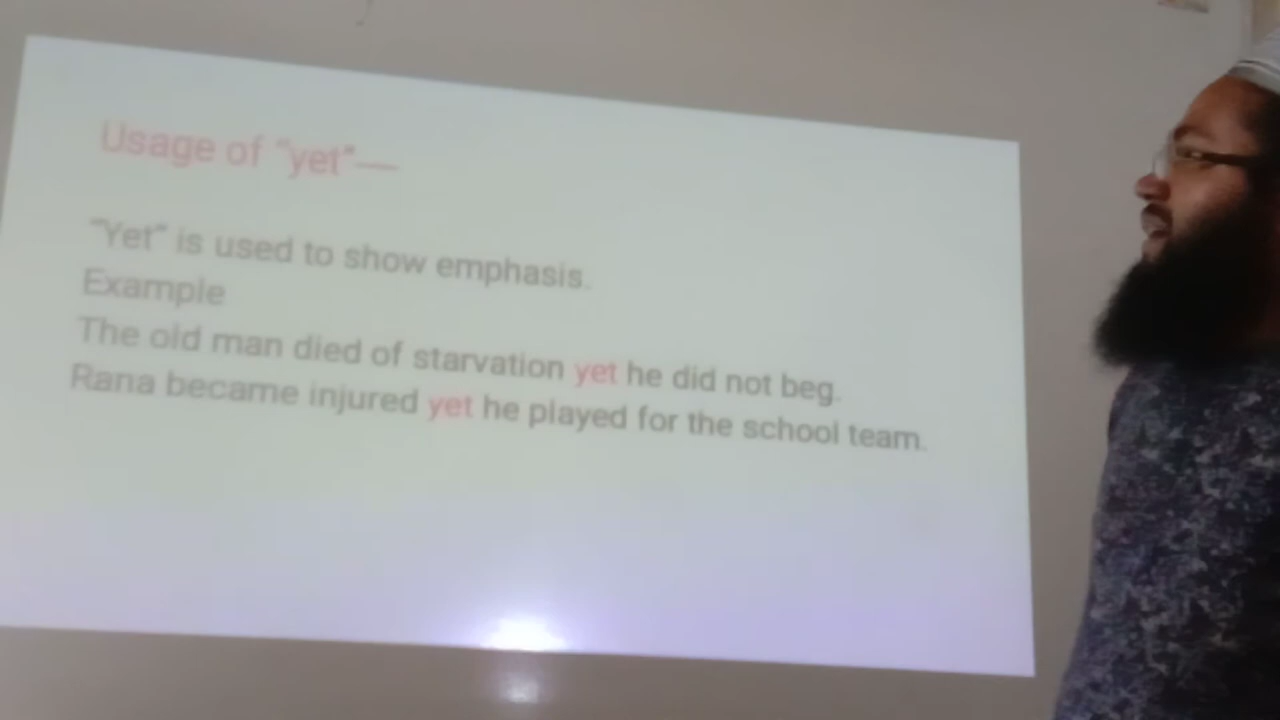 Usage of "yet"—
"Yet" is used to show emphasis.
Example
The old man died of starvation yet he did not beg.
Rana became injured yet he played for the school team.